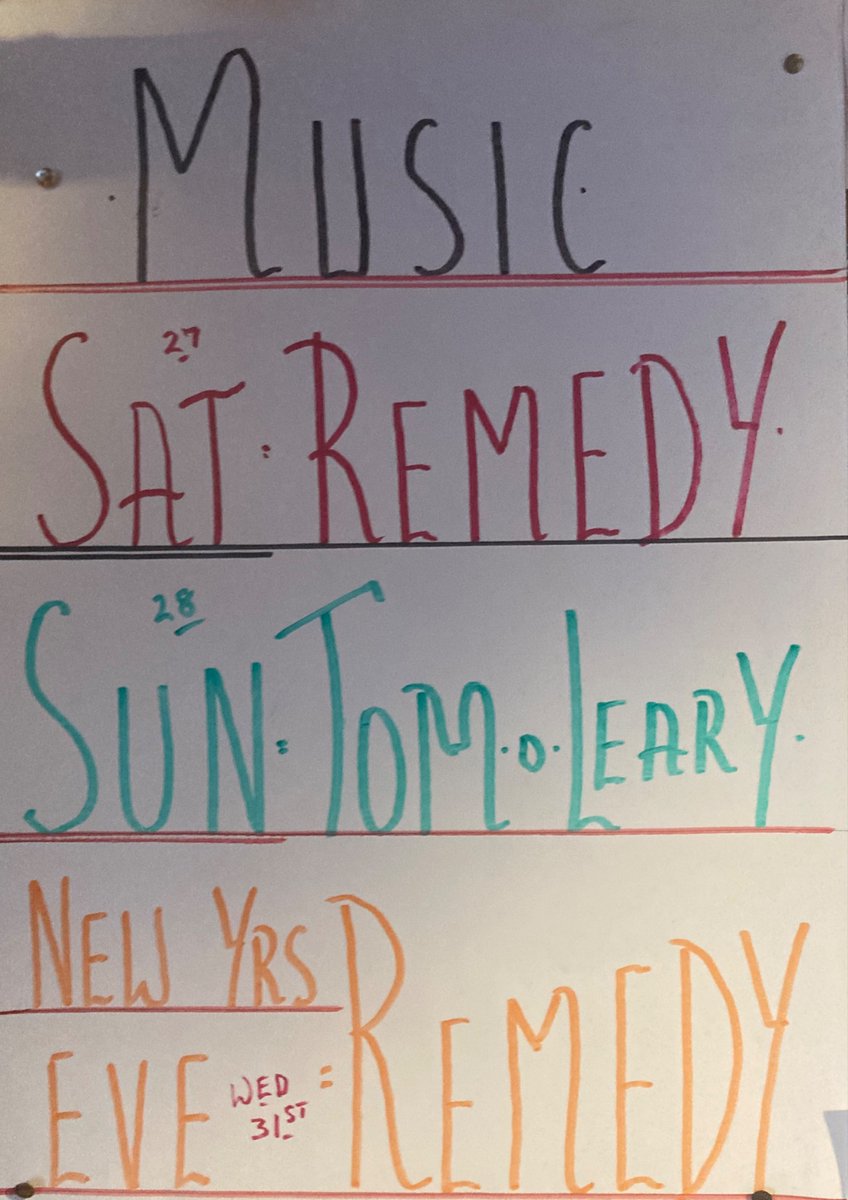 MUSIC
SAT 27 : REMEDY.
SUN 28 : TOM.O.LEARY.
NEW YRS
EVE WED 31ST : REMEDY